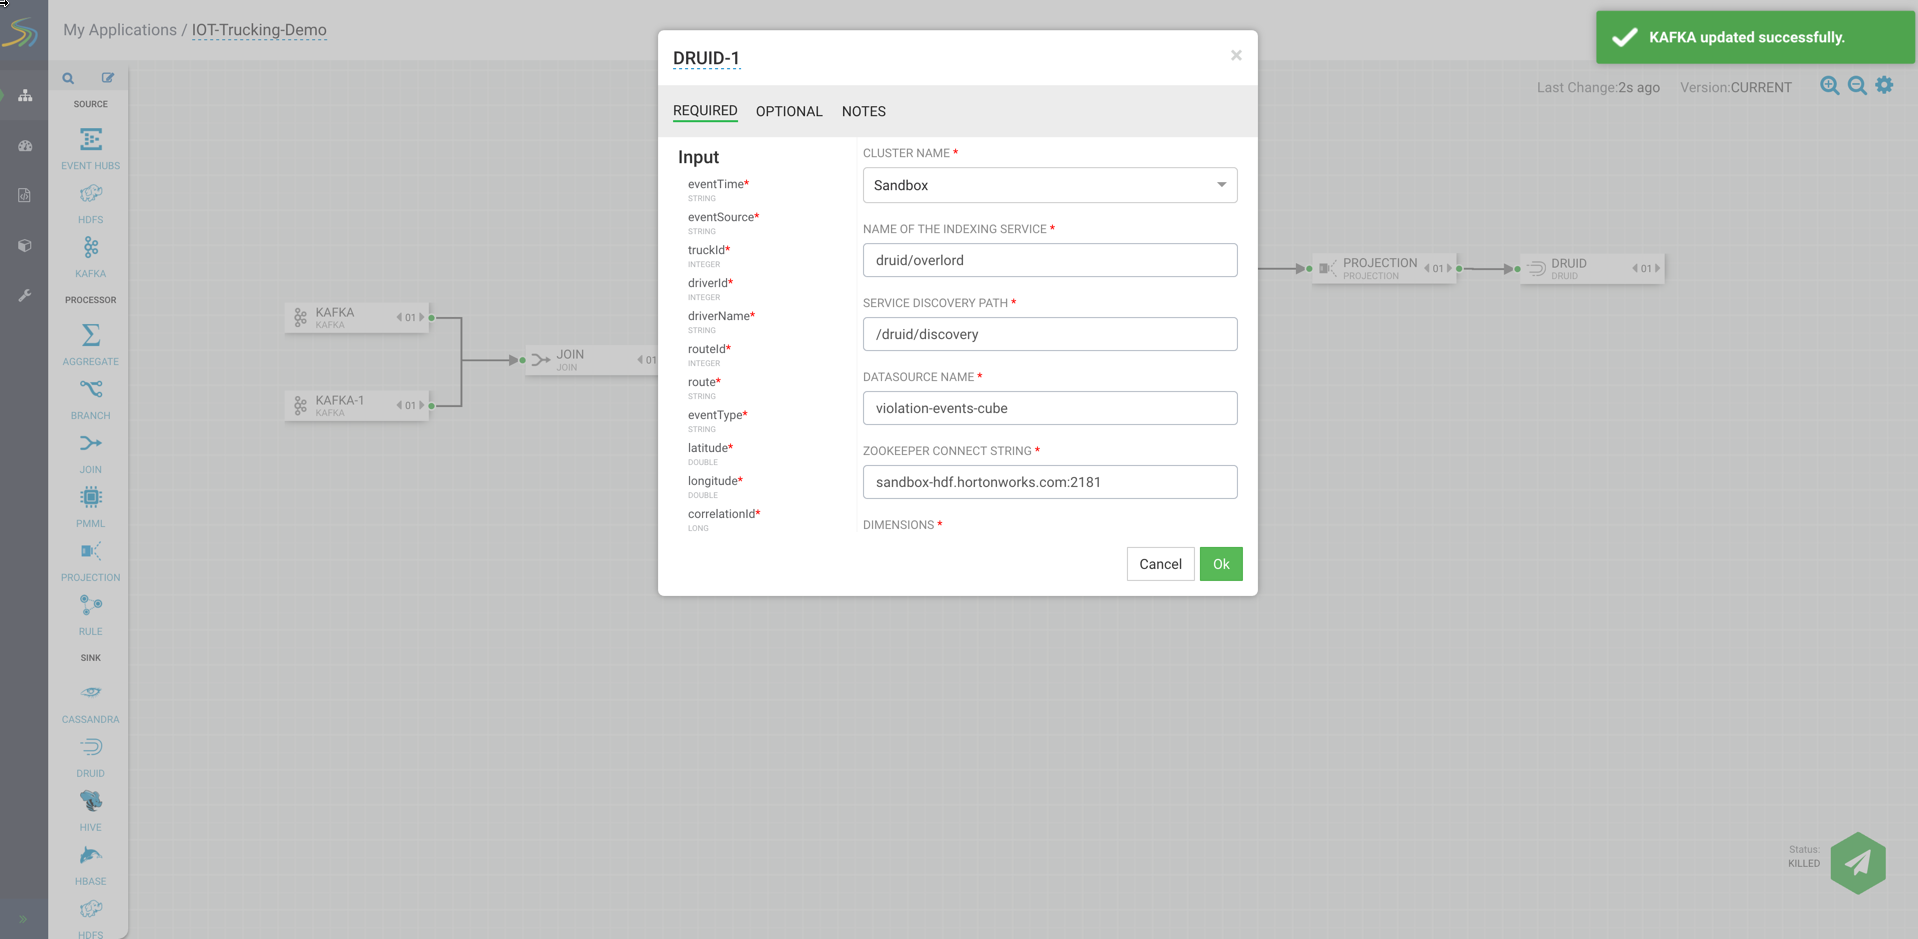 My Applications / IOT-Trucking-Demo
KAFKA updated successfully.
Last Change:2s ago
Version:CURRENT
SOURCE
EVENT HUBS
HDFS
KAFKA
PROCESSOR
AGGREGATE
BRANCH
JOIN
PMML
PROJECTION
RULE
SINK
CASSANDRA
DRUID
HIVE
HBASE
HDFS
KAFKA
KAFKA
01
KAFKA-1
KAFKA
01
JOIN
JOIN
01
DRUID-1
×
REQUIRED
OPTIONAL
NOTES
Input
eventTime*
STRING
eventSource*
STRING
truckId*
INTEGER
driverId*
INTEGER
driverName*
STRING
routeId*
INTEGER
route*
STRING
eventType*
STRING
latitude*
DOUBLE
longitude*
DOUBLE
correlationId*
LONG
CLUSTER NAME *
Sandbox
NAME OF THE INDEXING SERVICE *
druid/overlord
SERVICE DISCOVERY PATH *
/druid/discovery
DATASOURCE NAME *
violation-events-cube
ZOOKEEPER CONNECT STRING *
sandbox-hdf.hortonworks.com:2181
DIMENSIONS *
Cancel
Ok
PROJECTION
PROJECTION
01
DRUID
DRUID
01
Status:
KILLED